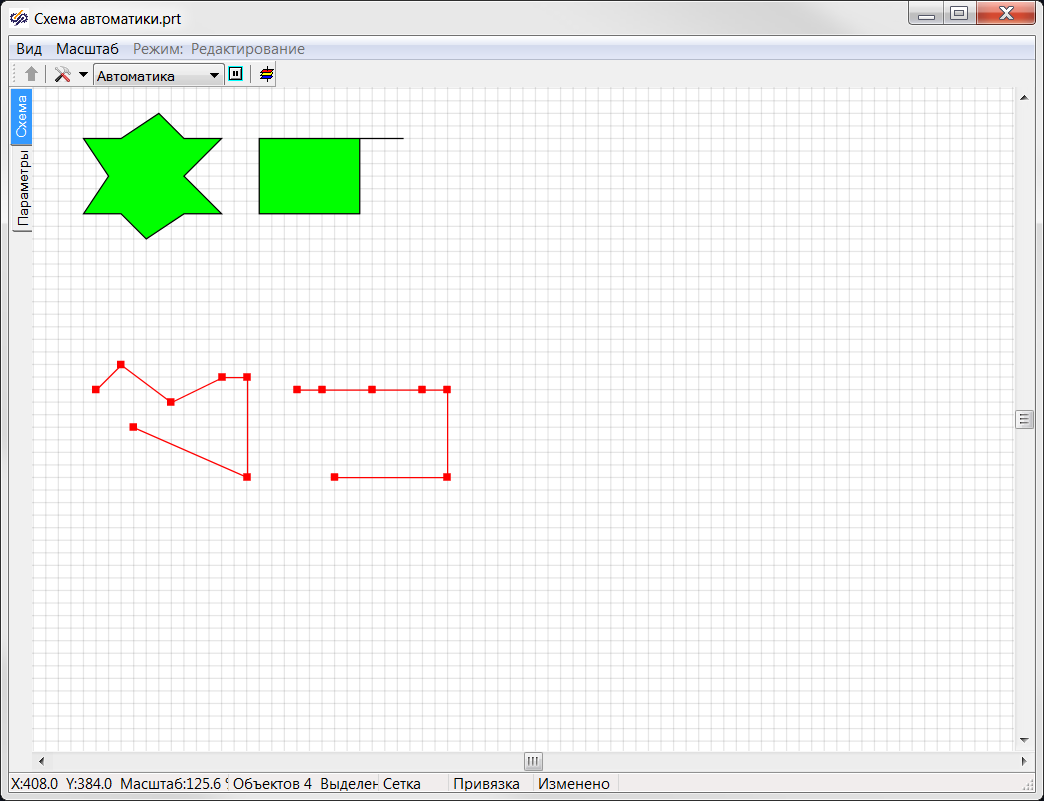 Схема автоматики.prt
Вид Масштаб Режим: Редактирование
Автоматика
Схема
Параметры
X:408.0 Y:384.0 Масштаб:125.6 % Объектов 4 Выделен Сетка Привязка Изменено